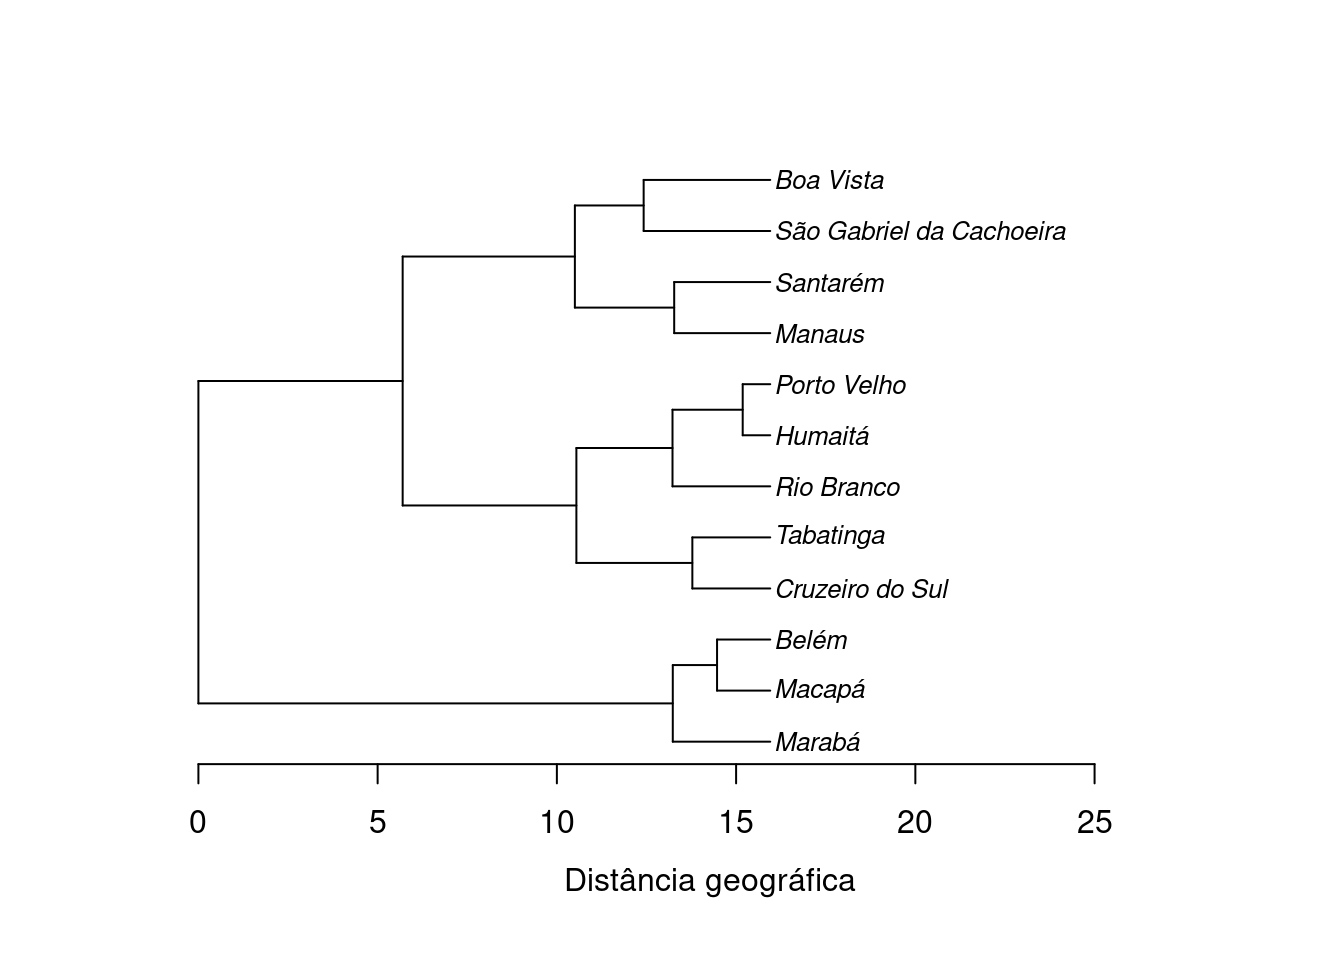 Boa Vista
São Gabriel da Cachoeira
Santarém
Manaus
Porto Velho
Humaitá
Rio Branco
Tabatinga
Cruzeiro do Sul
Belém
Macapá
Marabá
0 5 10 15 20 25
Distância geográfica